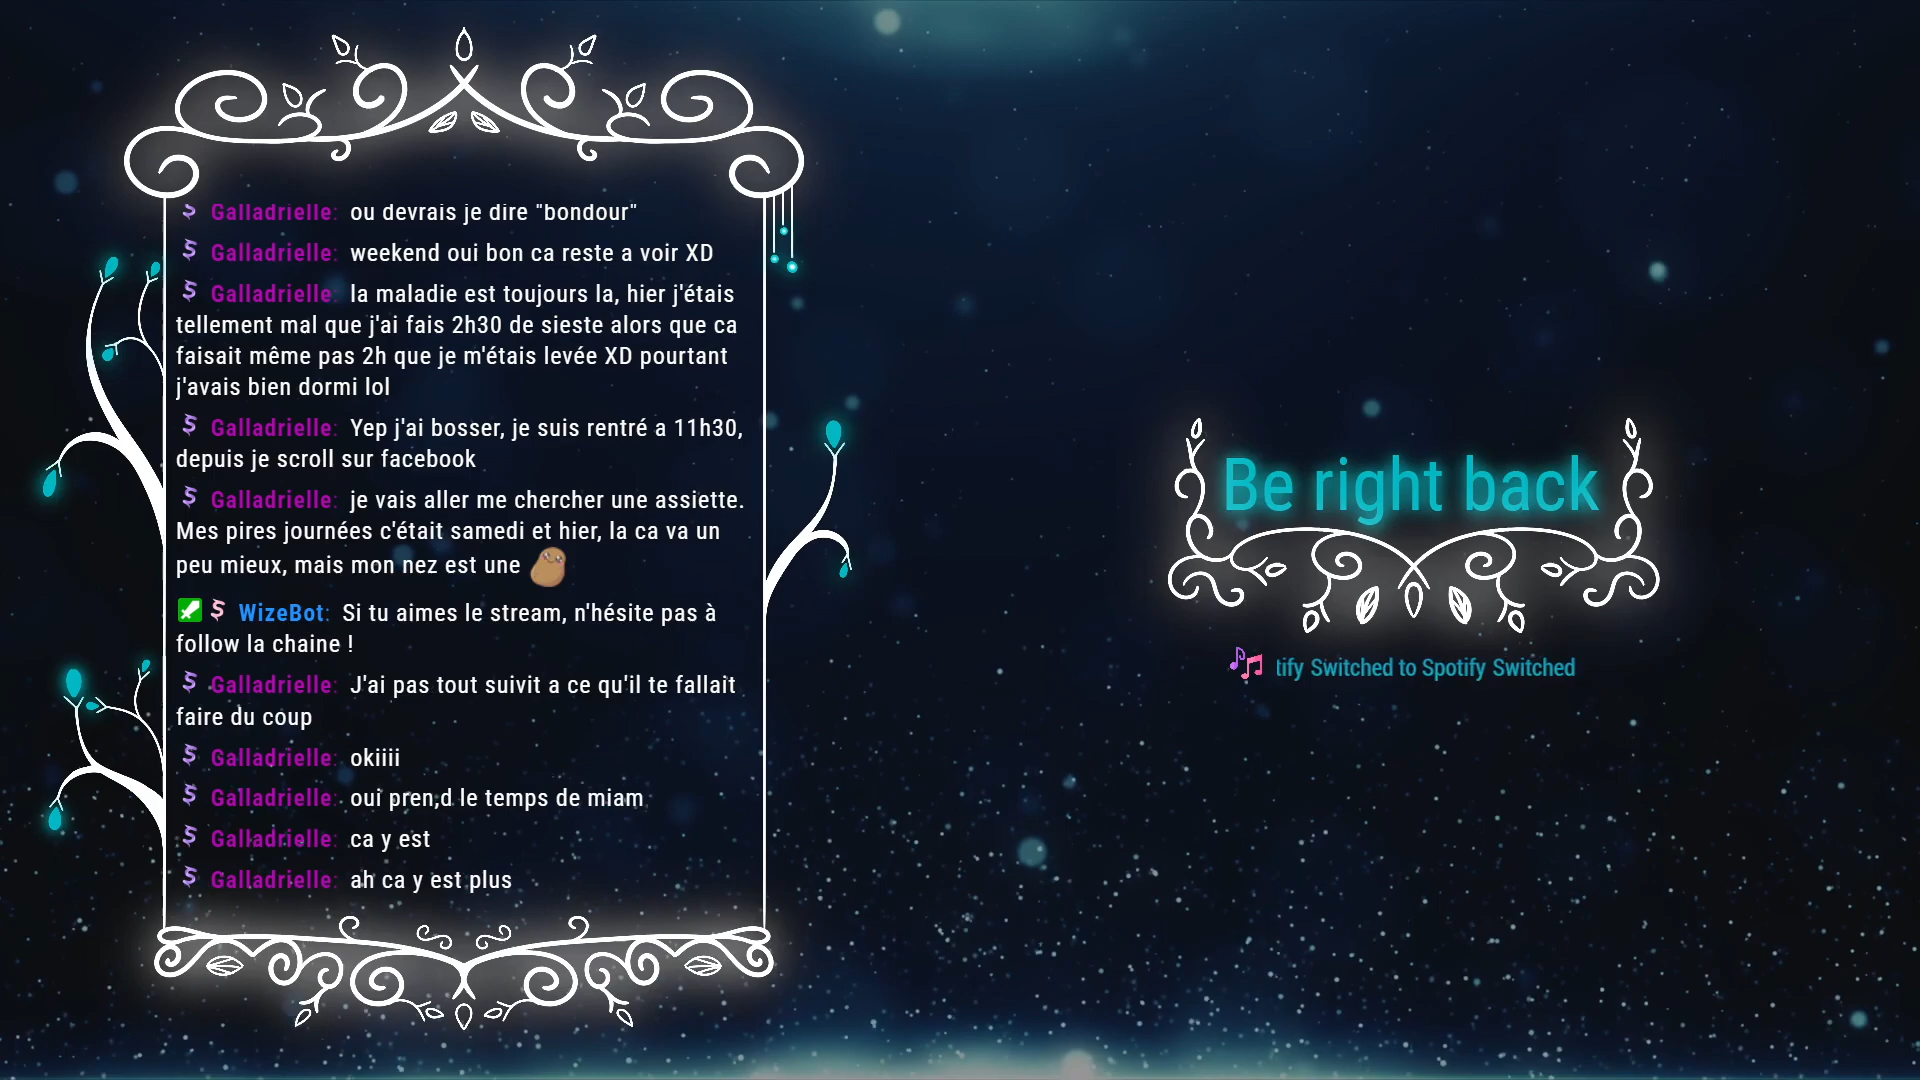 Galladrielle: ou devrais je dire "bondour"
Galladrielle: weekend oui bon ca reste a voir XD
Galladrielle: la maladie est toujours la, hier j'étais
tellement mal que j'ai fais 2h30 de sieste alors que ca
faisait même pas 2h que je m'étais levée XD pourtant
j'avais bien dormi lol
Galladrielle: Yep j'ai bosser, je suis rentré a 11h30,
depuis je scroll sur facebook
Galladrielle: je vais aller me chercher une assiette.
Mes pires journées c'était samedi et hier, la ca va un
peu mieux, mais mon nez est une
WizeBot: Si tu aimes le stream, n'hésite pas à
follow la chaine !
Galladrielle: J'ai pas tout suivit a ce qu'il te fallait
faire du coup
Galladrielle: okiiii
Galladrielle: oui pren,d le temps de miam
Galladrielle: ca y est
Galladrielle: ah ca y est plus
Be right back
tify Switched to Spotify Switched